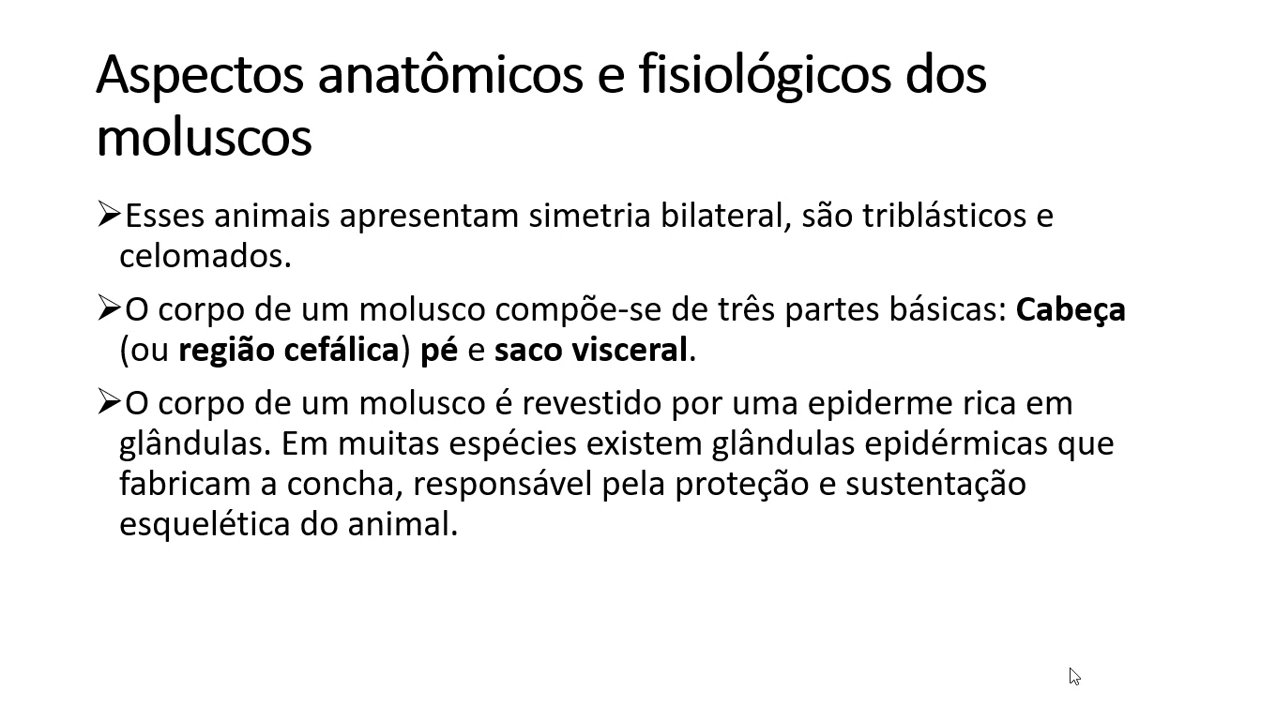 Aspectos anatômicos e fisiológicos dos
moluscos
➢Esses animais apresentam simetria bilateral, são triblásticos e
celomados.
➢O corpo de um molusco compõe-se de três partes básicas: Cabeça
(ou região cefálica) pé e saco visceral.
➢O corpo de um molusco é revestido por uma epiderme rica em
glândulas. Em muitas espécies existem glândulas epidérmicas que
fabricam a concha, responsável pela proteção e sustentação
esquelética do animal.